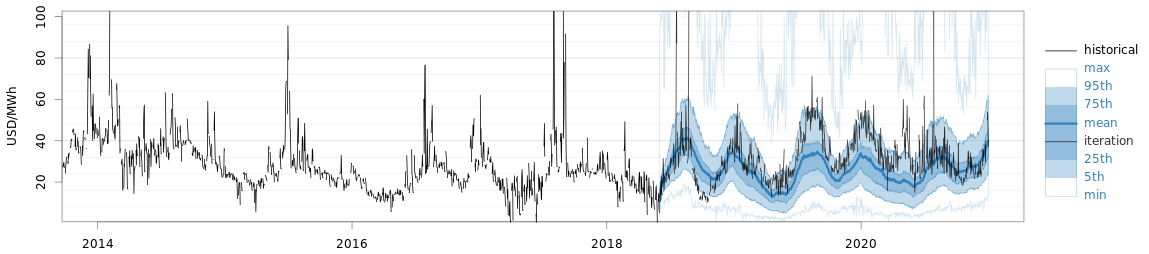 100
80
60
40
20
USD/MWh
2014
2016
2018
2020
historical
max
95th
75th
mean
iteration
25th
5th
min